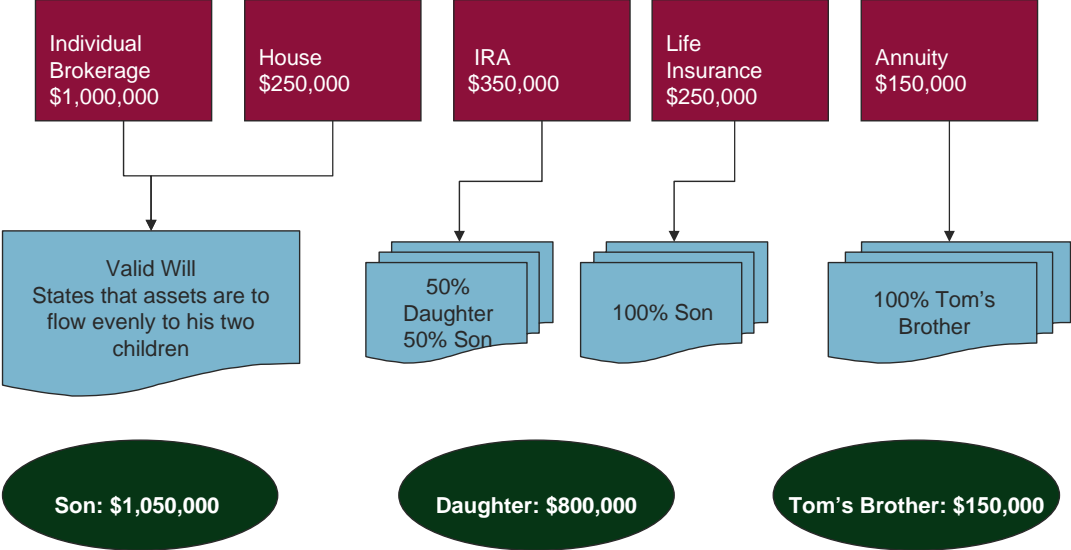 Individual
Brokerage
$1,000,000
House
$250,000
IRA
$350,000
Life
Insurance
$250,000
Annuity
$150,000
Valid Will
States that assets are to
flow evenly to his two
children
50%
Daughter
50% Son
100% Son
100% Tom’s
Brother
Son: $1,050,000
Daughter: $800,000
Tom’s Brother: $150,000